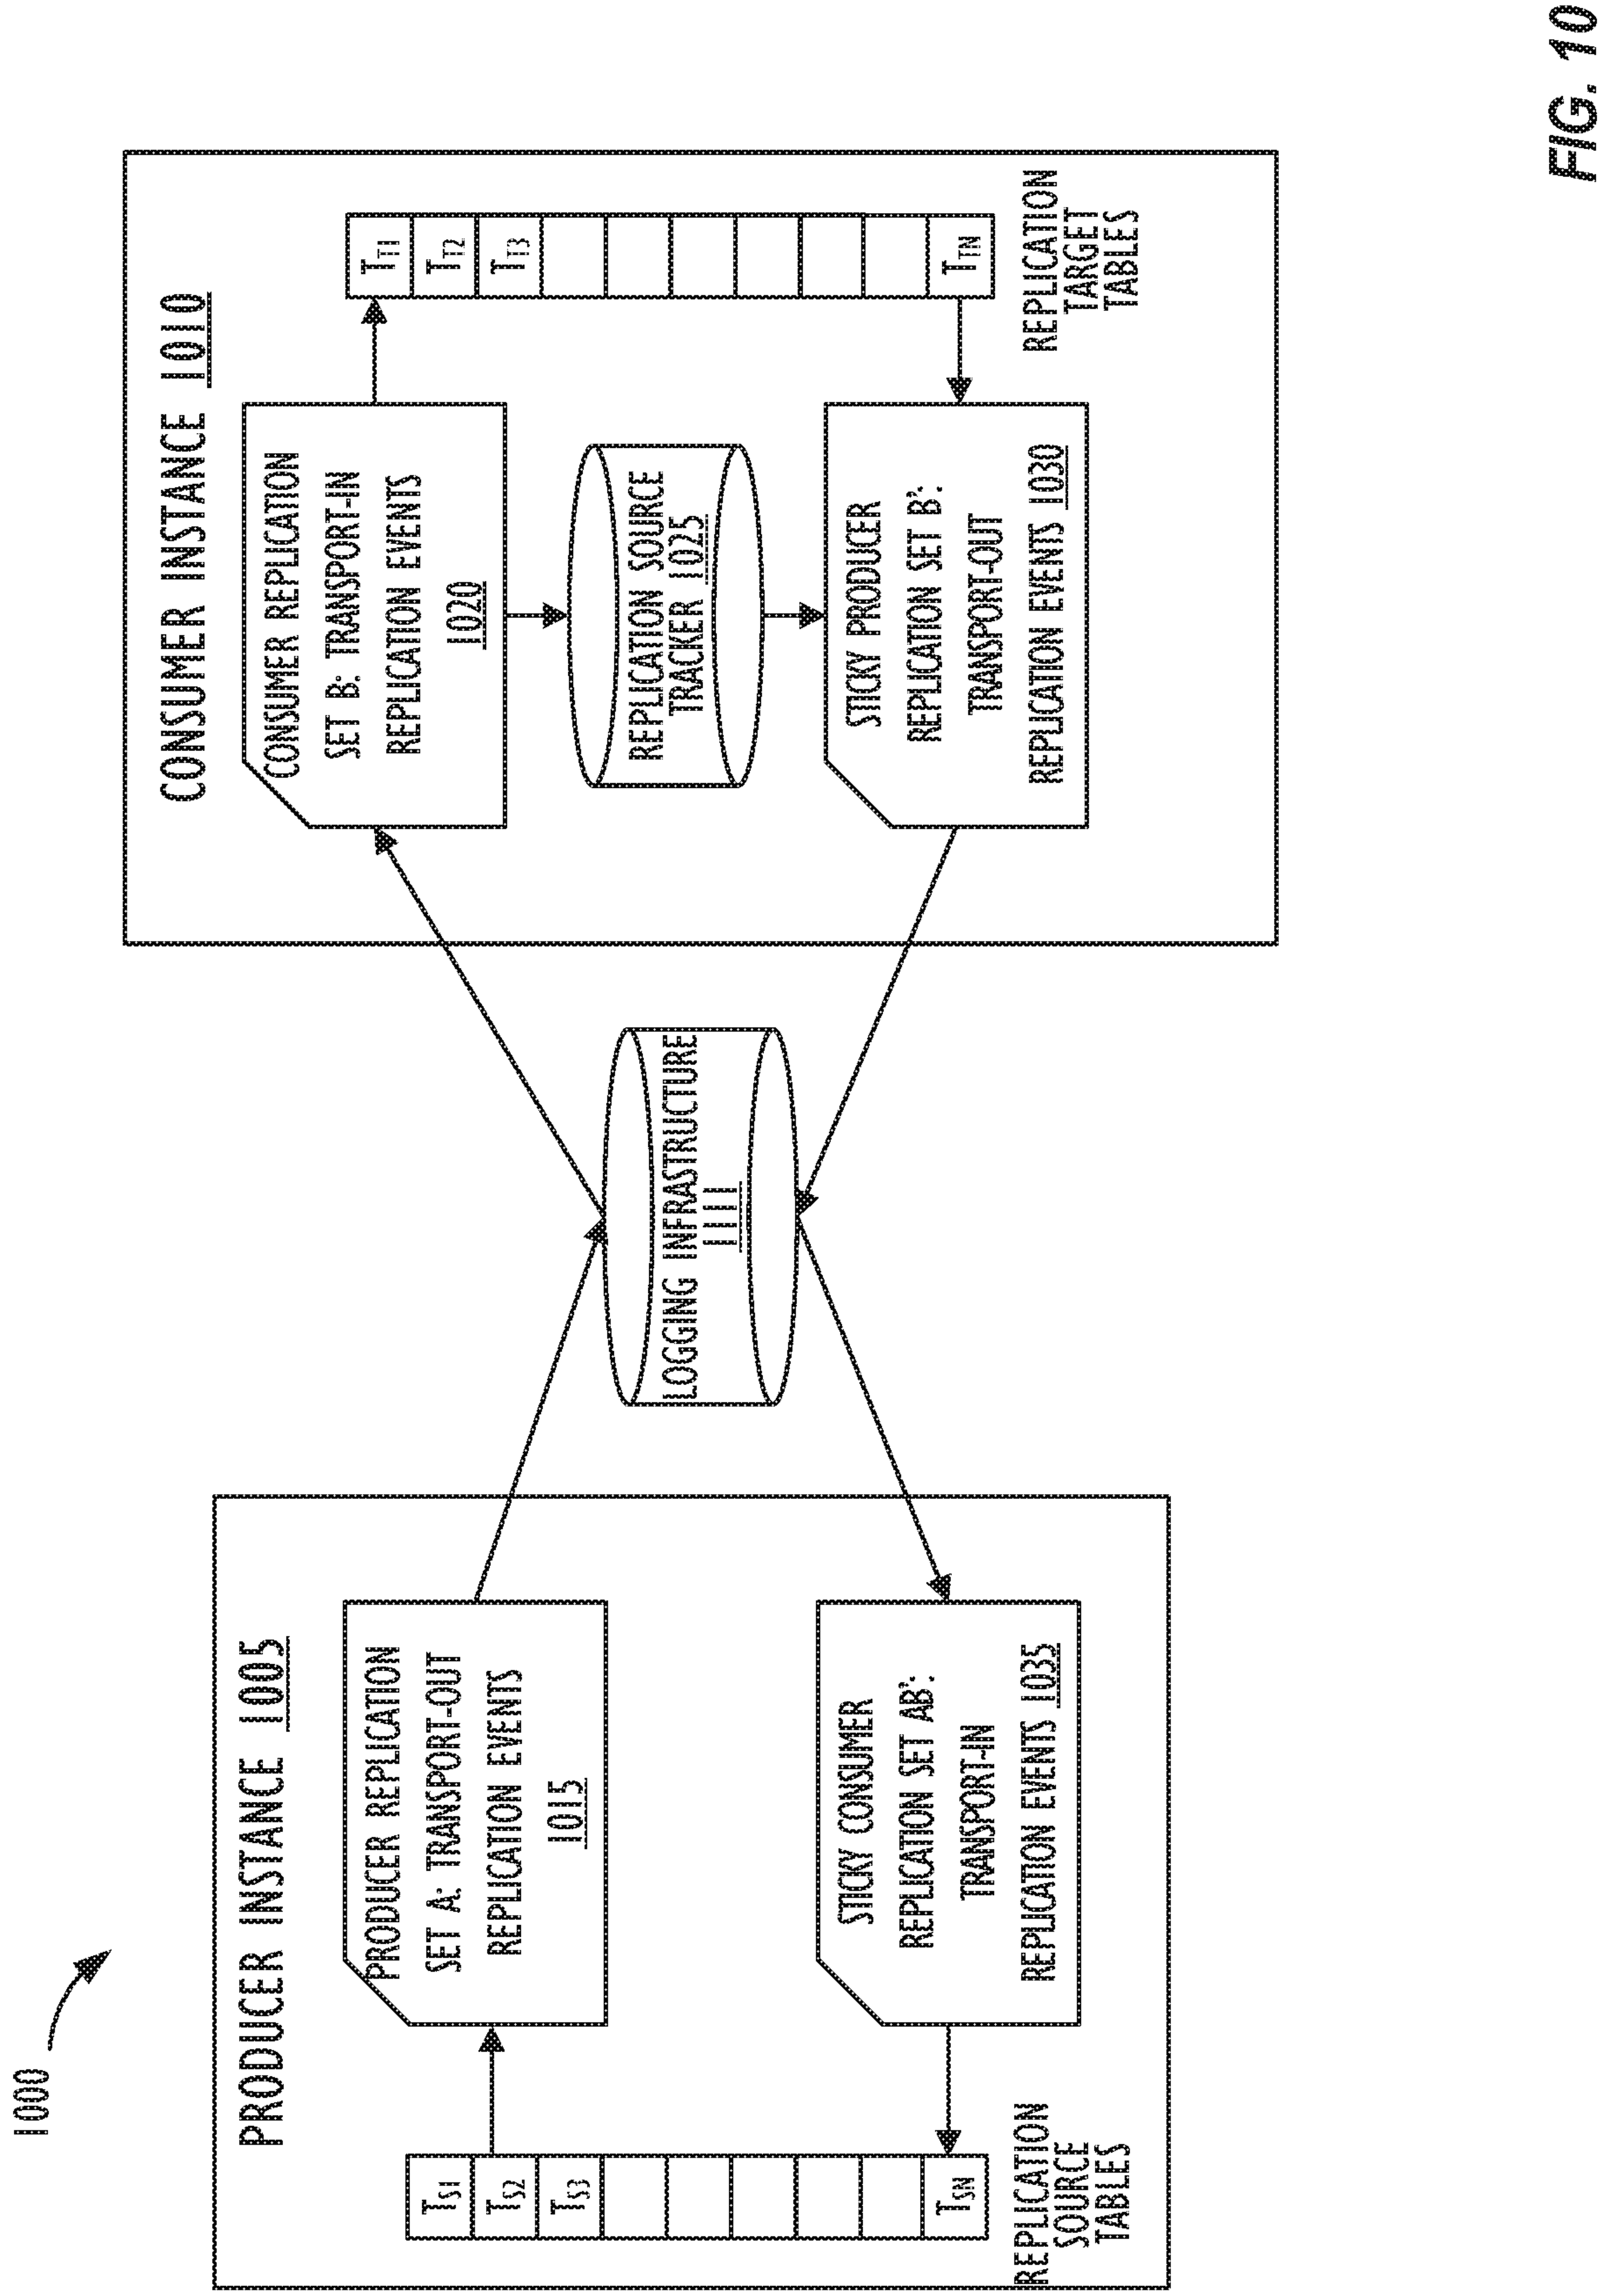 1000
PRODUCER INSTANCE 1005
TS1
TS2
TS3
TSN
REPLICATION
SOURCE
TABLES
PRODUCER REPLICATION
SET A: TRANSPORT-OUT
REPLICATION EVENTS
1015
STICKY CONSUMER
REPLICATION SET AB':
TRANSPORT-IN
REPLICATION EVENTS 1035
LOGGING INFRASTRUCTURE
1111
CONSUMER INSTANCE 1010
CONSUMER REPLICATION
SET B: TRANSPORT-IN
REPLICATION EVENTS
1020
REPLICATION SOURCE
TRACKER 1025
STICKY PRODUCER
REPLICATION SET B':
TRANSPORT-OUT
REPLICATION EVENTS 1030
TT1
TT2
TT3
TTN
REPLICATION
TARGET
TABLES
FIG. 10